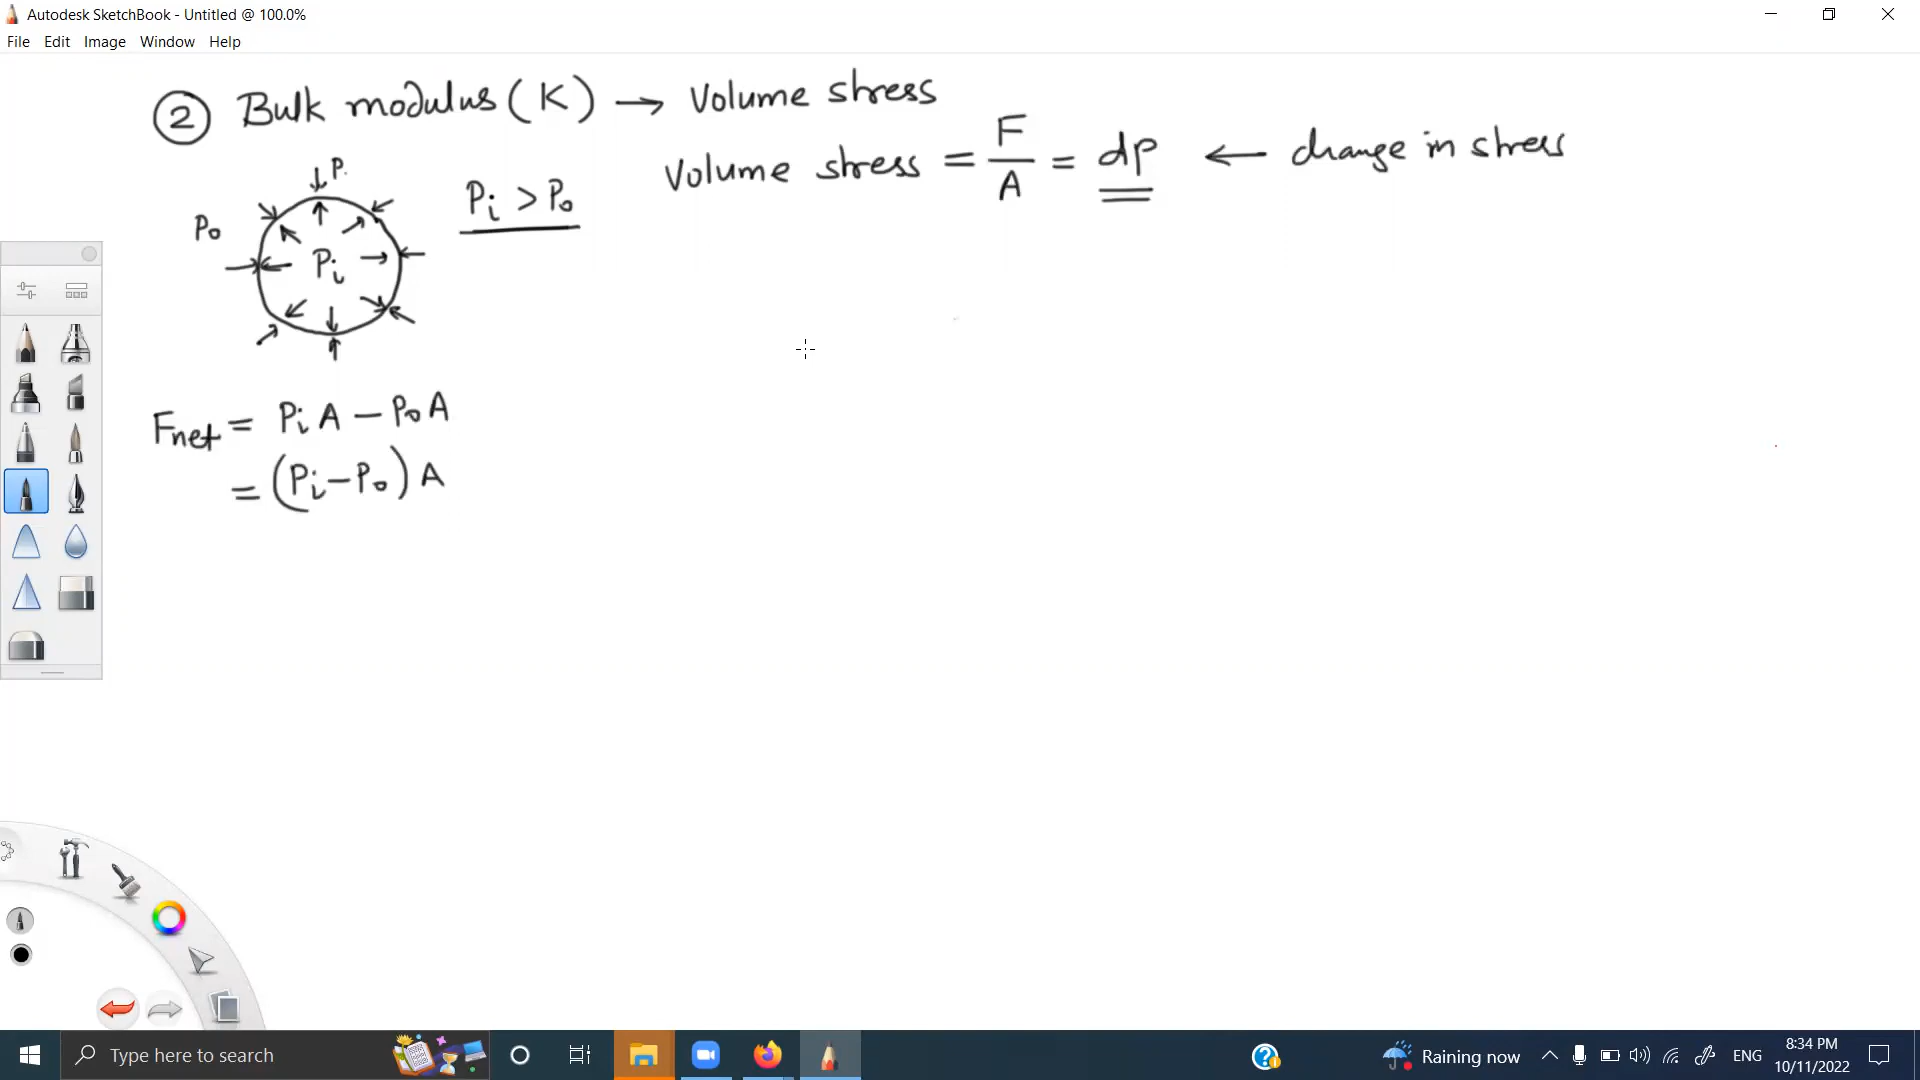 Autodesk SketchBook - Untitled @ 100.0%
File Edit Image Window Help
② Bulk modulus (K) → Volume stress
Volume stress = F/A = dp ← change in stress
P.
Po
Pi
Pi > Po
Fnet = Pi A − Po A
= (Pi − Po) A
Type here to search
Raining now
ENG
8:34 PM
10/11/2022